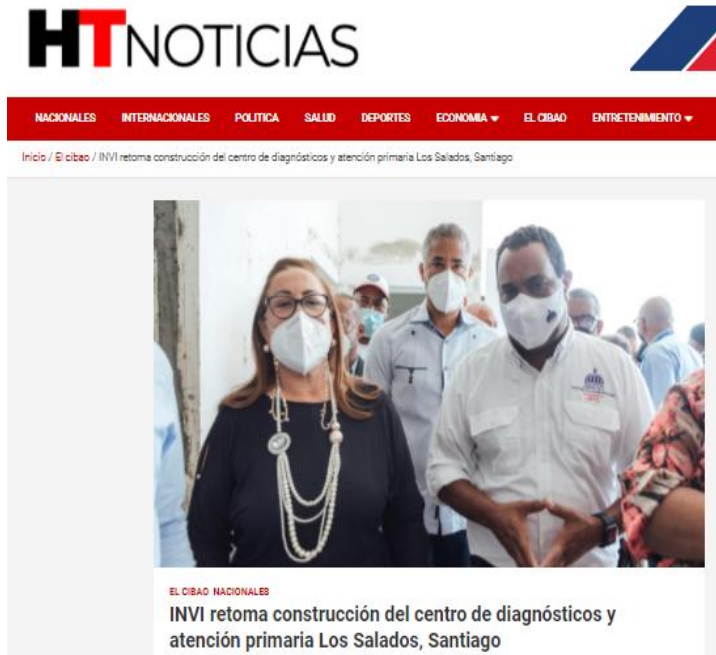 HTNOTICIAS
NACIONALES INTERNACIONALES POLITICA SALUD DEPORTES ECONOMIA EL CIBAO ENTRETENIMIENTO
Inicio / El cibao / INVI retoma construcción del centro de diagnósticos y atención primaria Los Salados, Santiago
EL CIBAO NACIONALES
INVI retoma construcción del centro de diagnósticos y
atención primaria Los Salados, Santiago